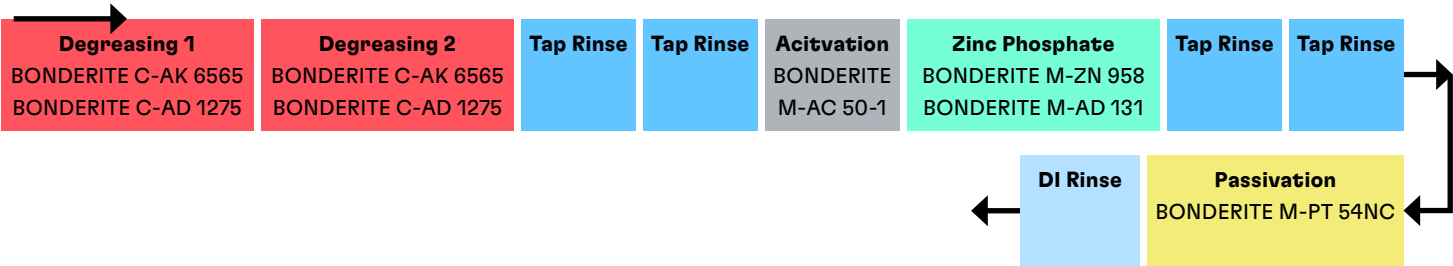 Degreasing 1
BONDERITE C-AK 6565
BONDERITE C-AD 1275
Degreasing 2
BONDERITE C-AK 6565
BONDERITE C-AD 1275
Tap Rinse
Tap Rinse
Acitvation
BONDERITE
M-AC 50-1
Zinc Phosphate
BONDERITE M-ZN 958
BONDERITE M-AD 131
Tap Rinse
Tap Rinse
Passivation
BONDERITE M-PT 54NC
DI Rinse